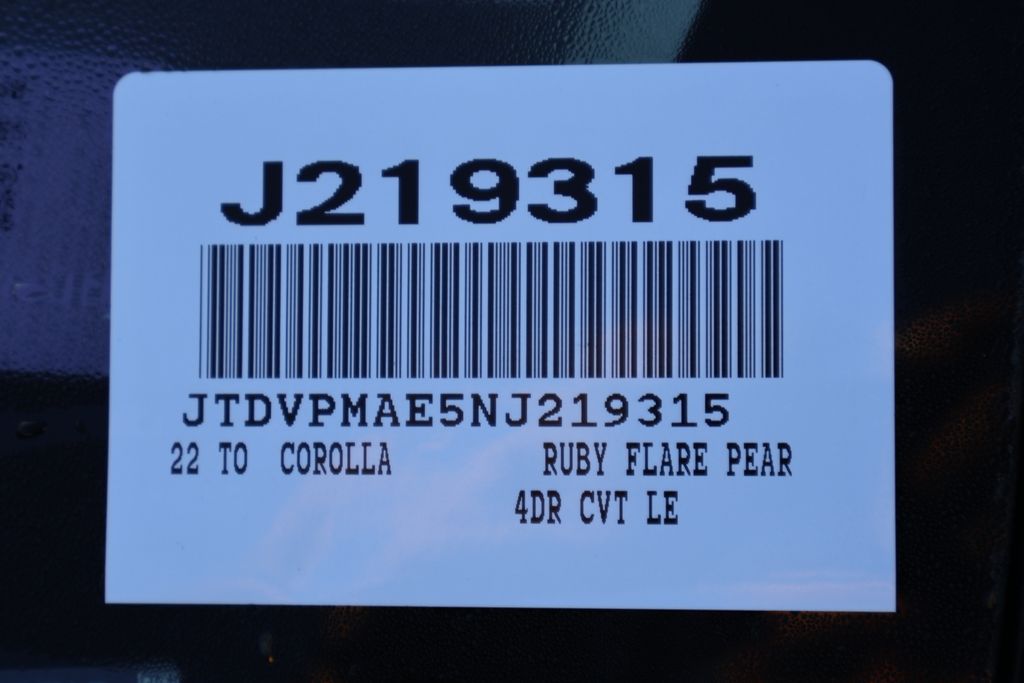 J219315
JTDVPMAE5NJ219315
22 TO COROLLA RUBY FLARE PEAR
4DR CVT LE